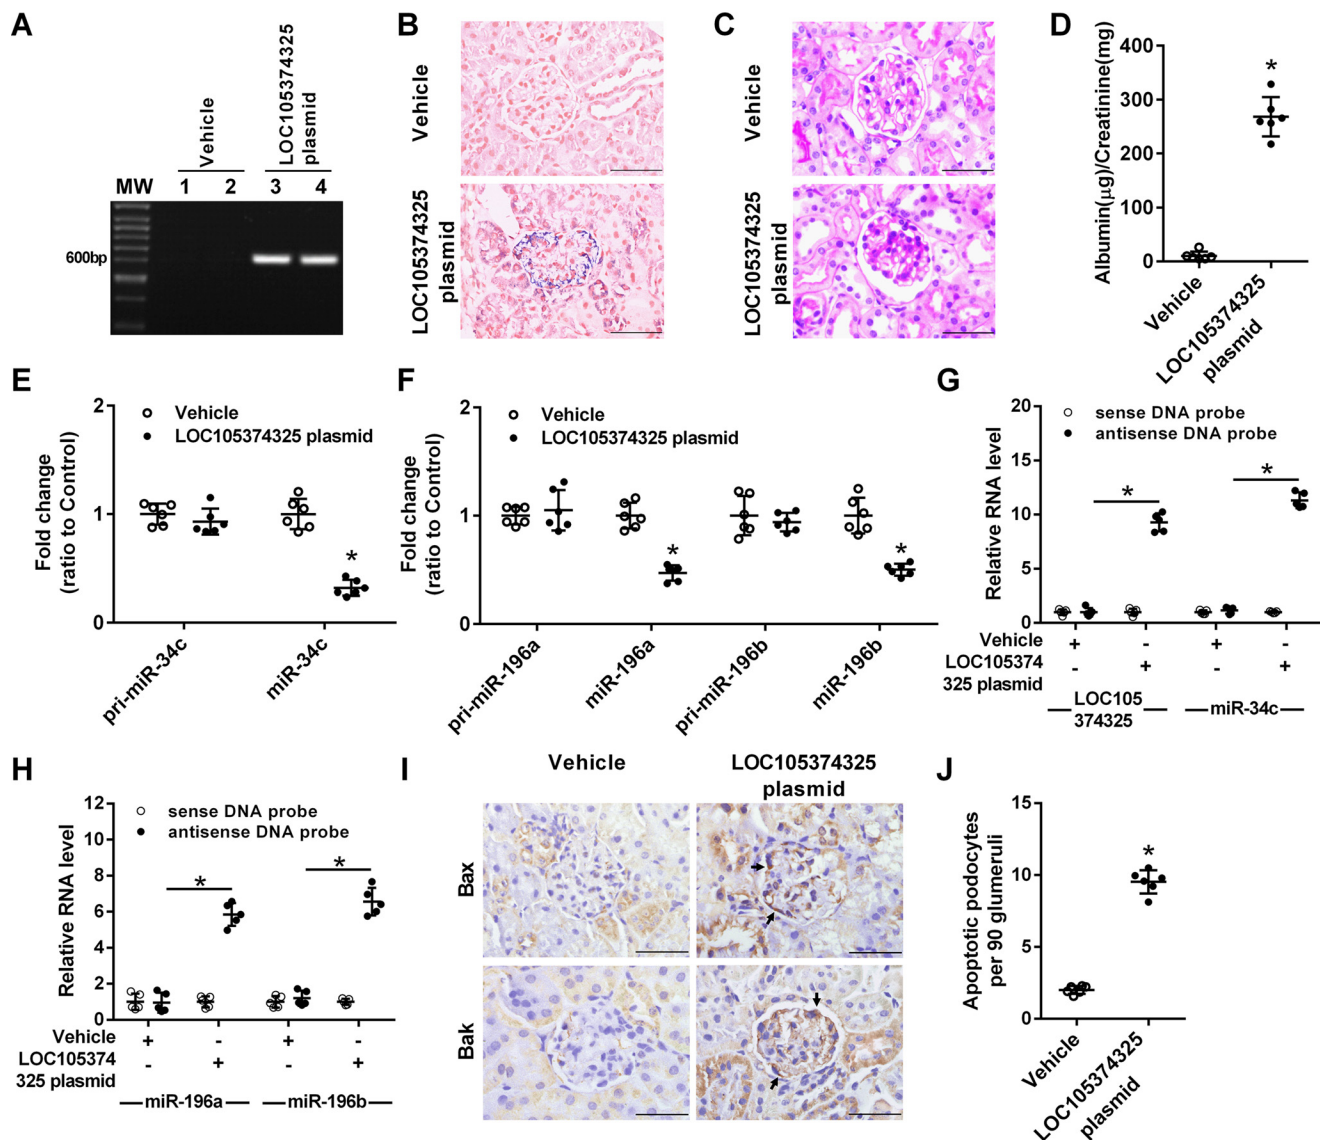 A
Vehicle
LOC105374325
plasmid
MW 1 2 3 4
600bp
B
Vehicle
LOC105374325
plasmid
C
Vehicle
LOC105374325
plasmid
D
Albumin(μg)/Creatinine(mg)
400
300
200
100
0
*
Vehicle
LOC105374325
plasmid
E
Fold change
(ratio to Control)
2
1
0
Vehicle
LOC105374325 plasmid
*
pri-miR-34c
miR-34c
F
Fold change
(ratio to Control)
2
1
0
Vehicle
LOC105374325 plasmid
*
*
pri-miR-196a
miR-196a
pri-miR-196b
miR-196b
G
Relative RNA level
20
15
10
5
0
sense DNA probe
antisense DNA probe
*
*
Vehicle + - + -
LOC105374
325 plasmid - + - +
LOC105
374325
miR-34c
H
Relative RNA level
12
10
8
6
4
2
0
sense DNA probe
antisense DNA probe
*
*
Vehicle + - + -
LOC105374
325 plasmid - + - +
miR-196a
miR-196b
I
Vehicle
LOC105374325
plasmid
Bax
Bak
J
Apoptotic podocytes
per 90 glumeruli
15
10
5
0
*
Vehicle
LOC105374325
plasmid